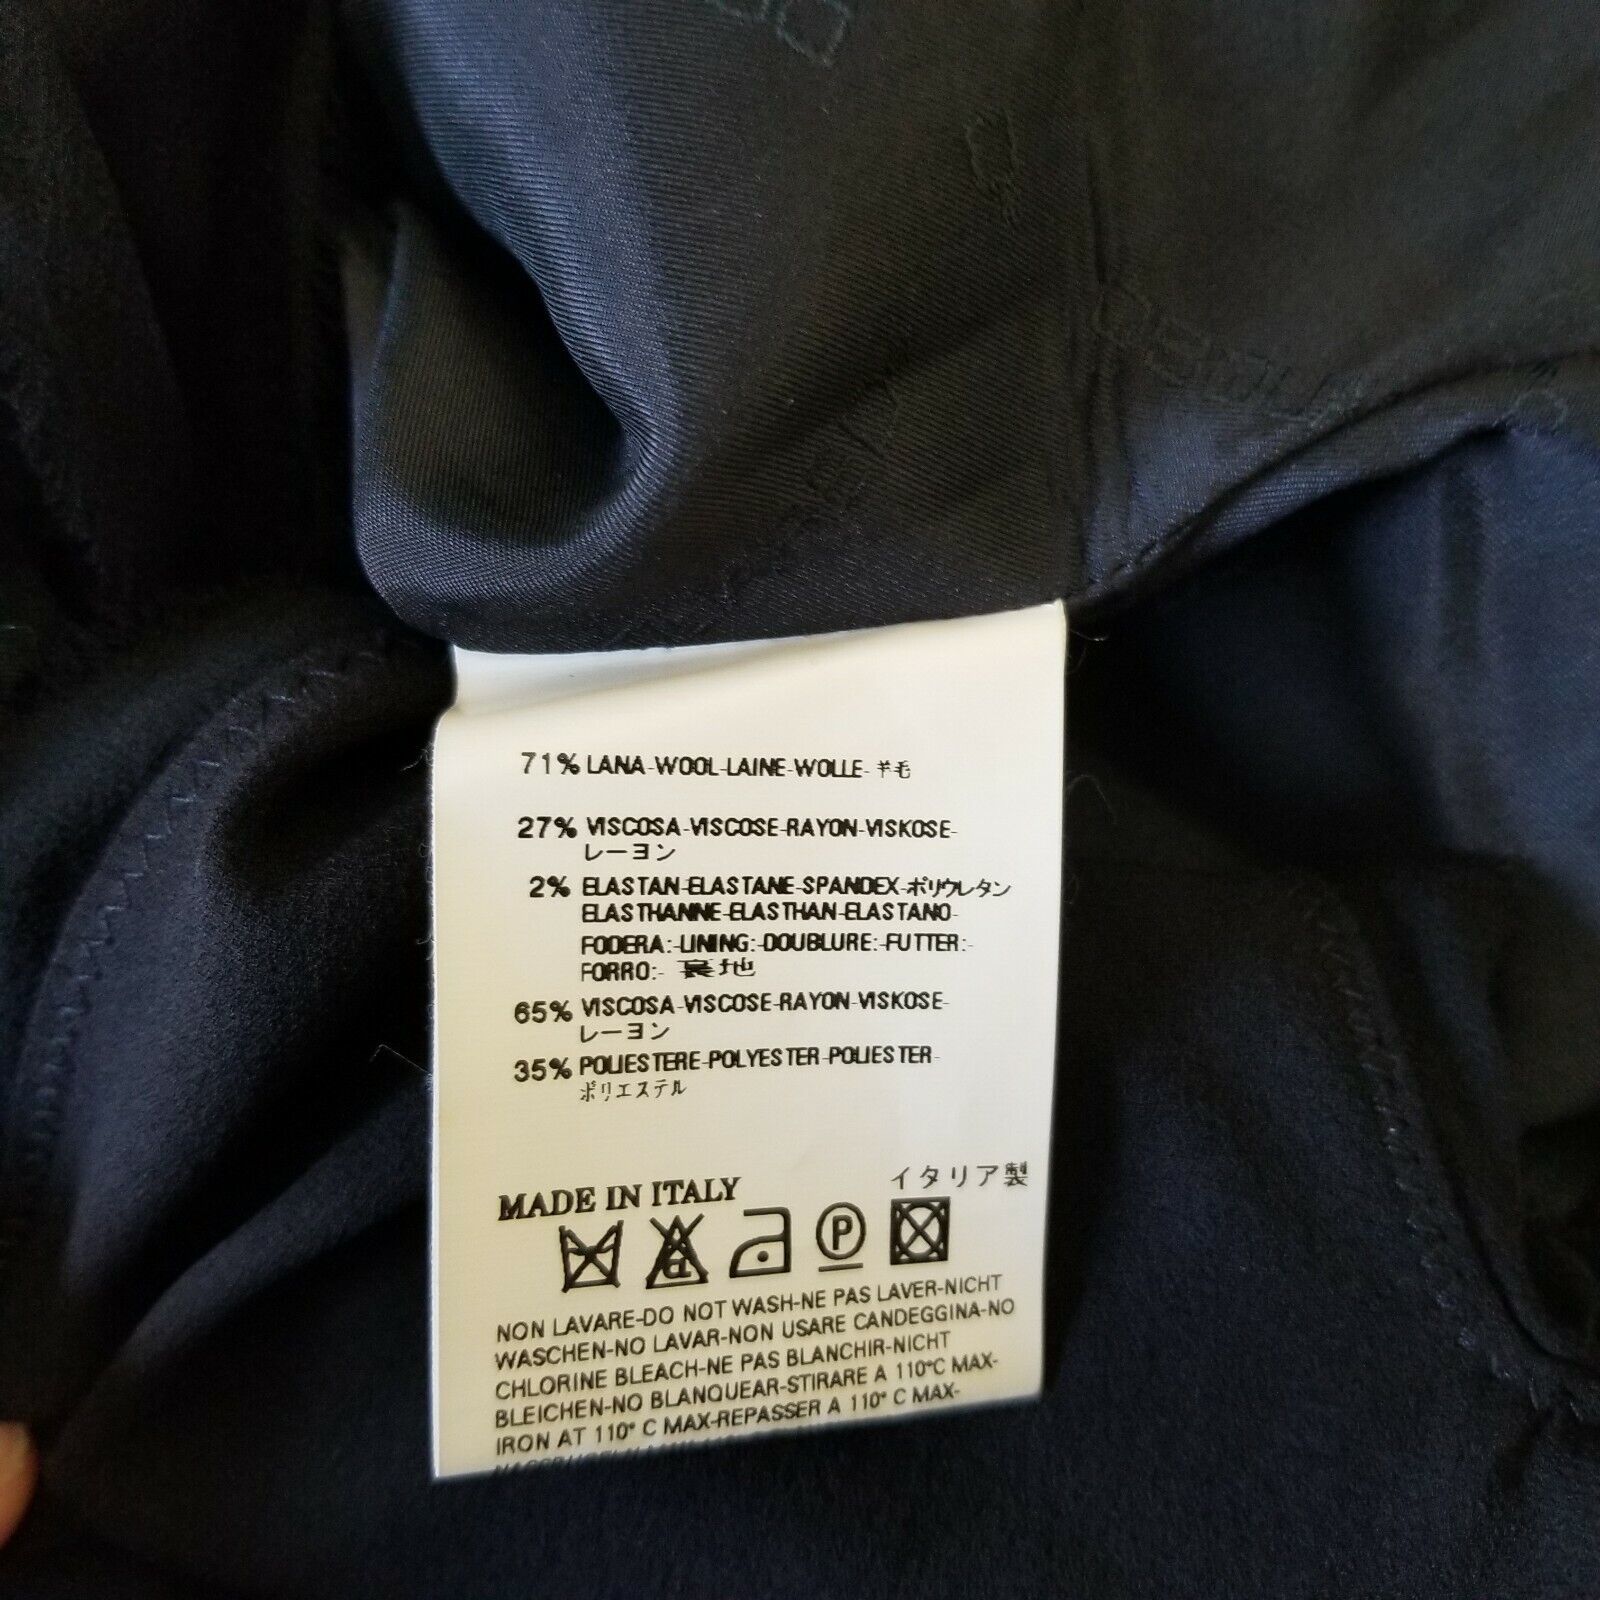 71% LANA-WOOL-LAINE-WOLLE-羊毛
27% VISCOSA-VISCOSE-RAYON-VISKOSE-
レーヨン
2% ELASTAN-ELASTANE-SPANDEX-ポリウレタン
ELASTHANNE-ELASTHAN-ELASTANO-
FODERA:-LINING:-DOUBLURE:-FUTTER:-
FORRO:- 裏地
65% VISCOSA-VISCOSE-RAYON-VISKOSE-
レーヨン
35% POLIESTERE-POLYESTER-POLIESTER-
ポリエステル
イタリア製
MADE IN ITALY
P
NON LAVARE-DO NOT WASH-NE PAS LAVER-NICHT
WASCHEN-NO LAVAR-NON USARE CANDEGGINA-NO
CHLORINE BLEACH-NE PAS BLANCHIR-NICHT
BLEICHEN-NO BLANQUEAR-STIRARE A 110°C MAX-
IRON AT 110° C MAX-REPASSER A 110° C MAX-